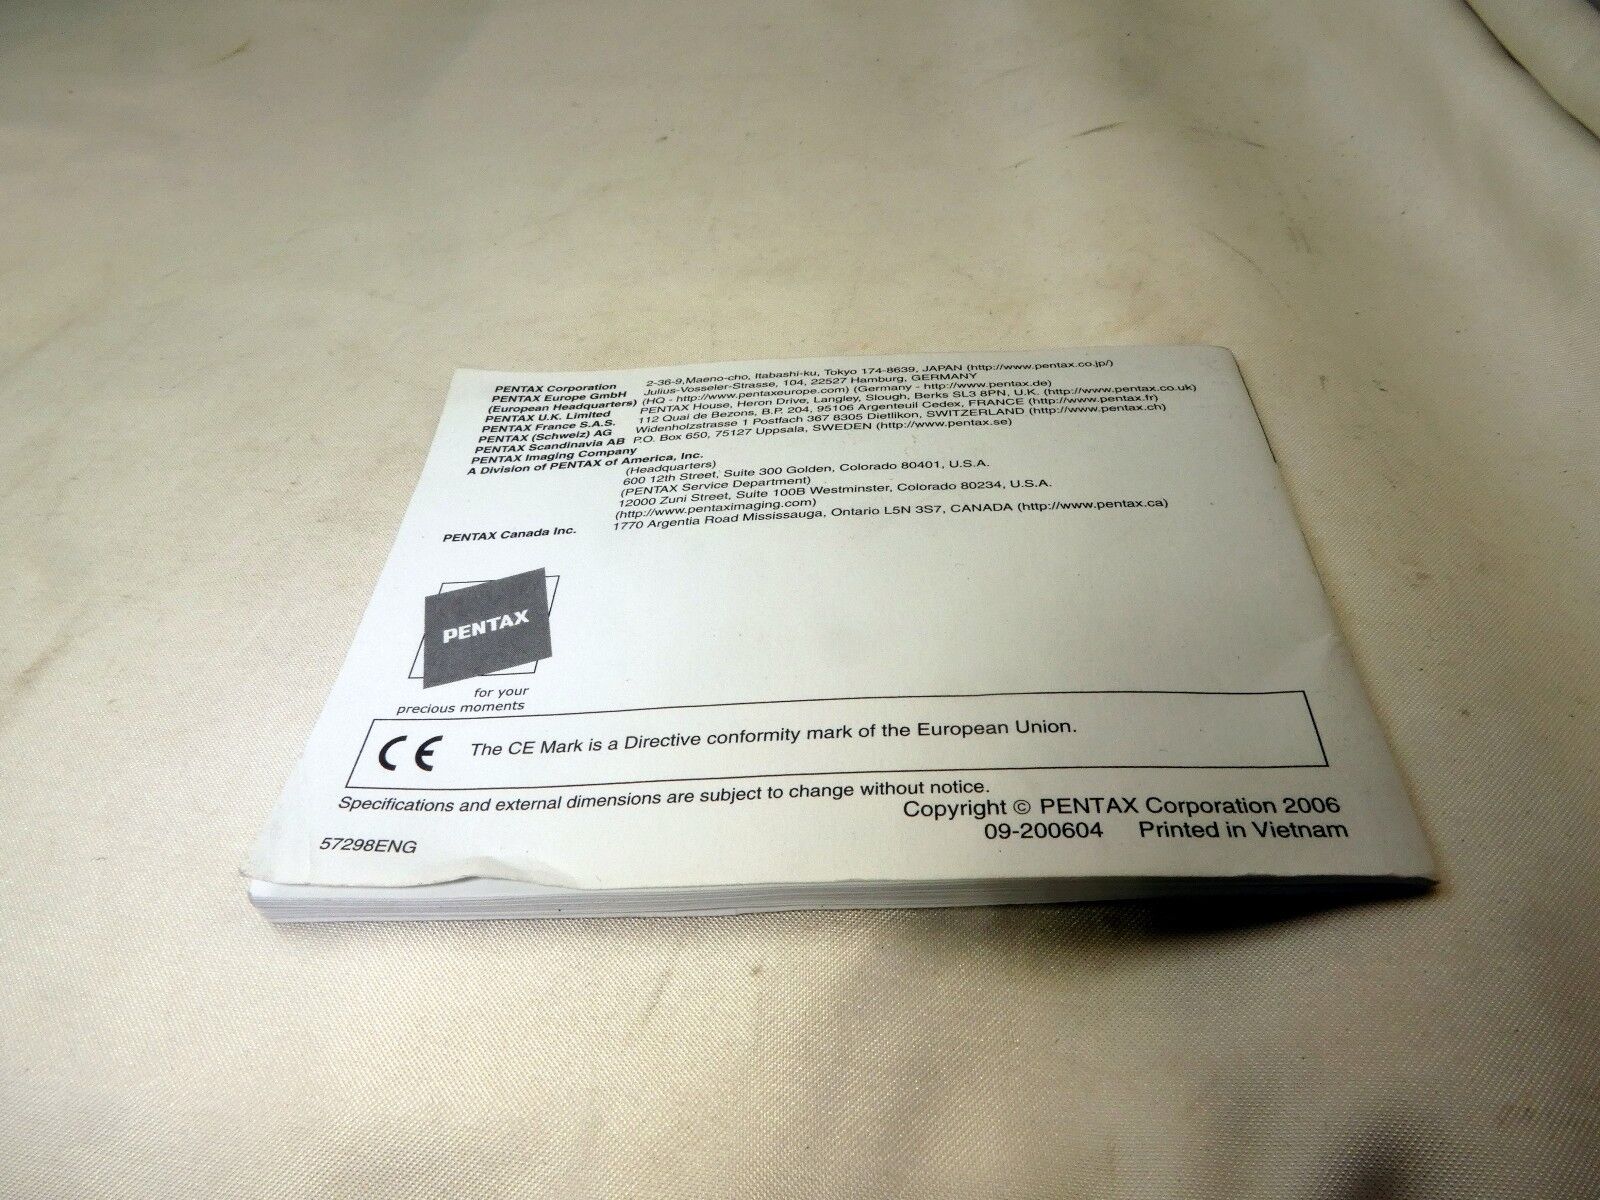 PENTAX Corporation 2-36-9,Maeno-cho, Itabashi-ku, Tokyo 174-8639, JAPAN (http://www.pentax.co.jp/)
PENTAX Europe GmbH Julius-Vosseler-Strasse, 104, 22527 Hamburg, GERMANY
(European Headquarters) (HQ - http://www.pentaxeurope.com) (Germany - http://www.pentax.de)
PENTAX U.K. Limited PENTAX House, Heron Drive, Langley, Slough, Berks SL3 8PN, U.K. (http://www.pentax.co.uk)
PENTAX France S.A.S. 112 Quai de Bezons, B.P. 204, 95106 Argenteuil Cedex, FRANCE (http://www.pentax.fr)
PENTAX (Schweiz) AG Widenholzstrasse 1 Postfach 367 8305 Dietlikon, SWITZERLAND (http://www.pentax.ch)
PENTAX Scandinavia AB P.O. Box 650, 75127 Uppsala, SWEDEN (http://www.pentax.se)
PENTAX Imaging Company
A Division of PENTAX of America, Inc.
(Headquarters)
600 12th Street, Suite 300 Golden, Colorado 80401, U.S.A.
(PENTAX Service Department)
12000 Zuni Street, Suite 100B Westminster, Colorado 80234, U.S.A.
(http://www.pentaximaging.com)
PENTAX Canada Inc. 1770 Argentia Road Mississauga, Ontario L5N 3S7, CANADA (http://www.pentax.ca)
PENTAX
for your
precious moments
CE The CE Mark is a Directive conformity mark of the European Union.
Specifications and external dimensions are subject to change without notice.
Copyright © PENTAX Corporation 2006
57298ENG 09-200604 Printed in Vietnam